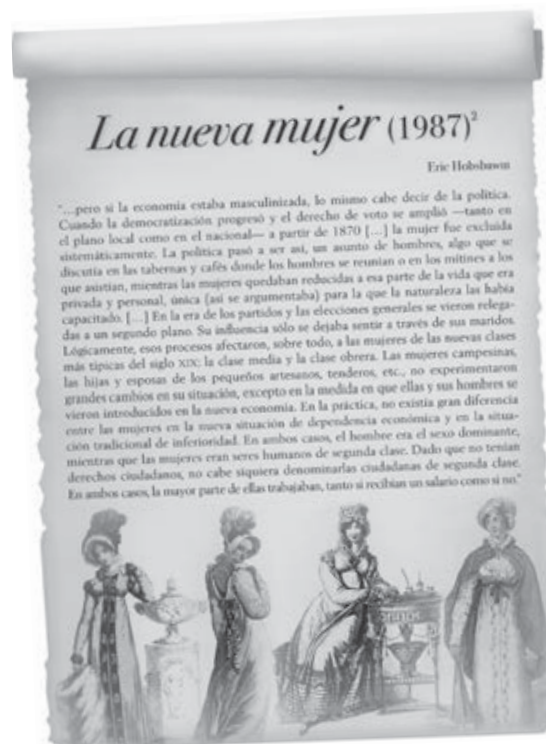 La nueva mujer (1987)²
Eric Hobsbawm
"…pero si la economía estaba masculinizada, lo mismo cabe decir de la política.
Cuando la democratización progresó y el derecho de voto se amplió —tanto en
el plano local como en el nacional— a partir de 1870 [...] la mujer fue excluida
sistemáticamente. La política pasó a ser así, un asunto de hombres, algo que se
discutía en las tabernas y cafés donde los hombres se reunían o en los mítines a los
que asistían, mientras las mujeres quedaban reducidas a esa parte de la vida que era
privada y personal, única (así se argumentaba) para la que la naturaleza las había
capacitado. [...] En la era de los partidos y las elecciones generales se vieron relega-
das a un segundo plano. Su influencia sólo se dejaba sentir a través de sus maridos.
Lógicamente, esos procesos afectaron, sobre todo, a las mujeres de las nuevas clases
más típicas del siglo XIX: la clase media y la clase obrera. Las mujeres campesinas,
las hijas y esposas de los pequeños artesanos, tenderos, etc., no experimentaron
grandes cambios en su situación, excepto en la medida en que ellas y sus hombres se
vieron introducidos en la nueva economía. En la práctica, no existía gran diferencia
entre las mujeres en la nueva situación de dependencia económica y en la situa-
ción tradicional de inferioridad. En ambos casos, el hombre era el sexo dominante,
mientras que las mujeres eran seres humanos de segunda clase. Dado que no tenían
derechos ciudadanos, no cabe siquiera denominarlas ciudadanas de segunda clase.
En ambos casos, la mayor parte de ellas trabajaban, tanto si recibían un salario como si no."